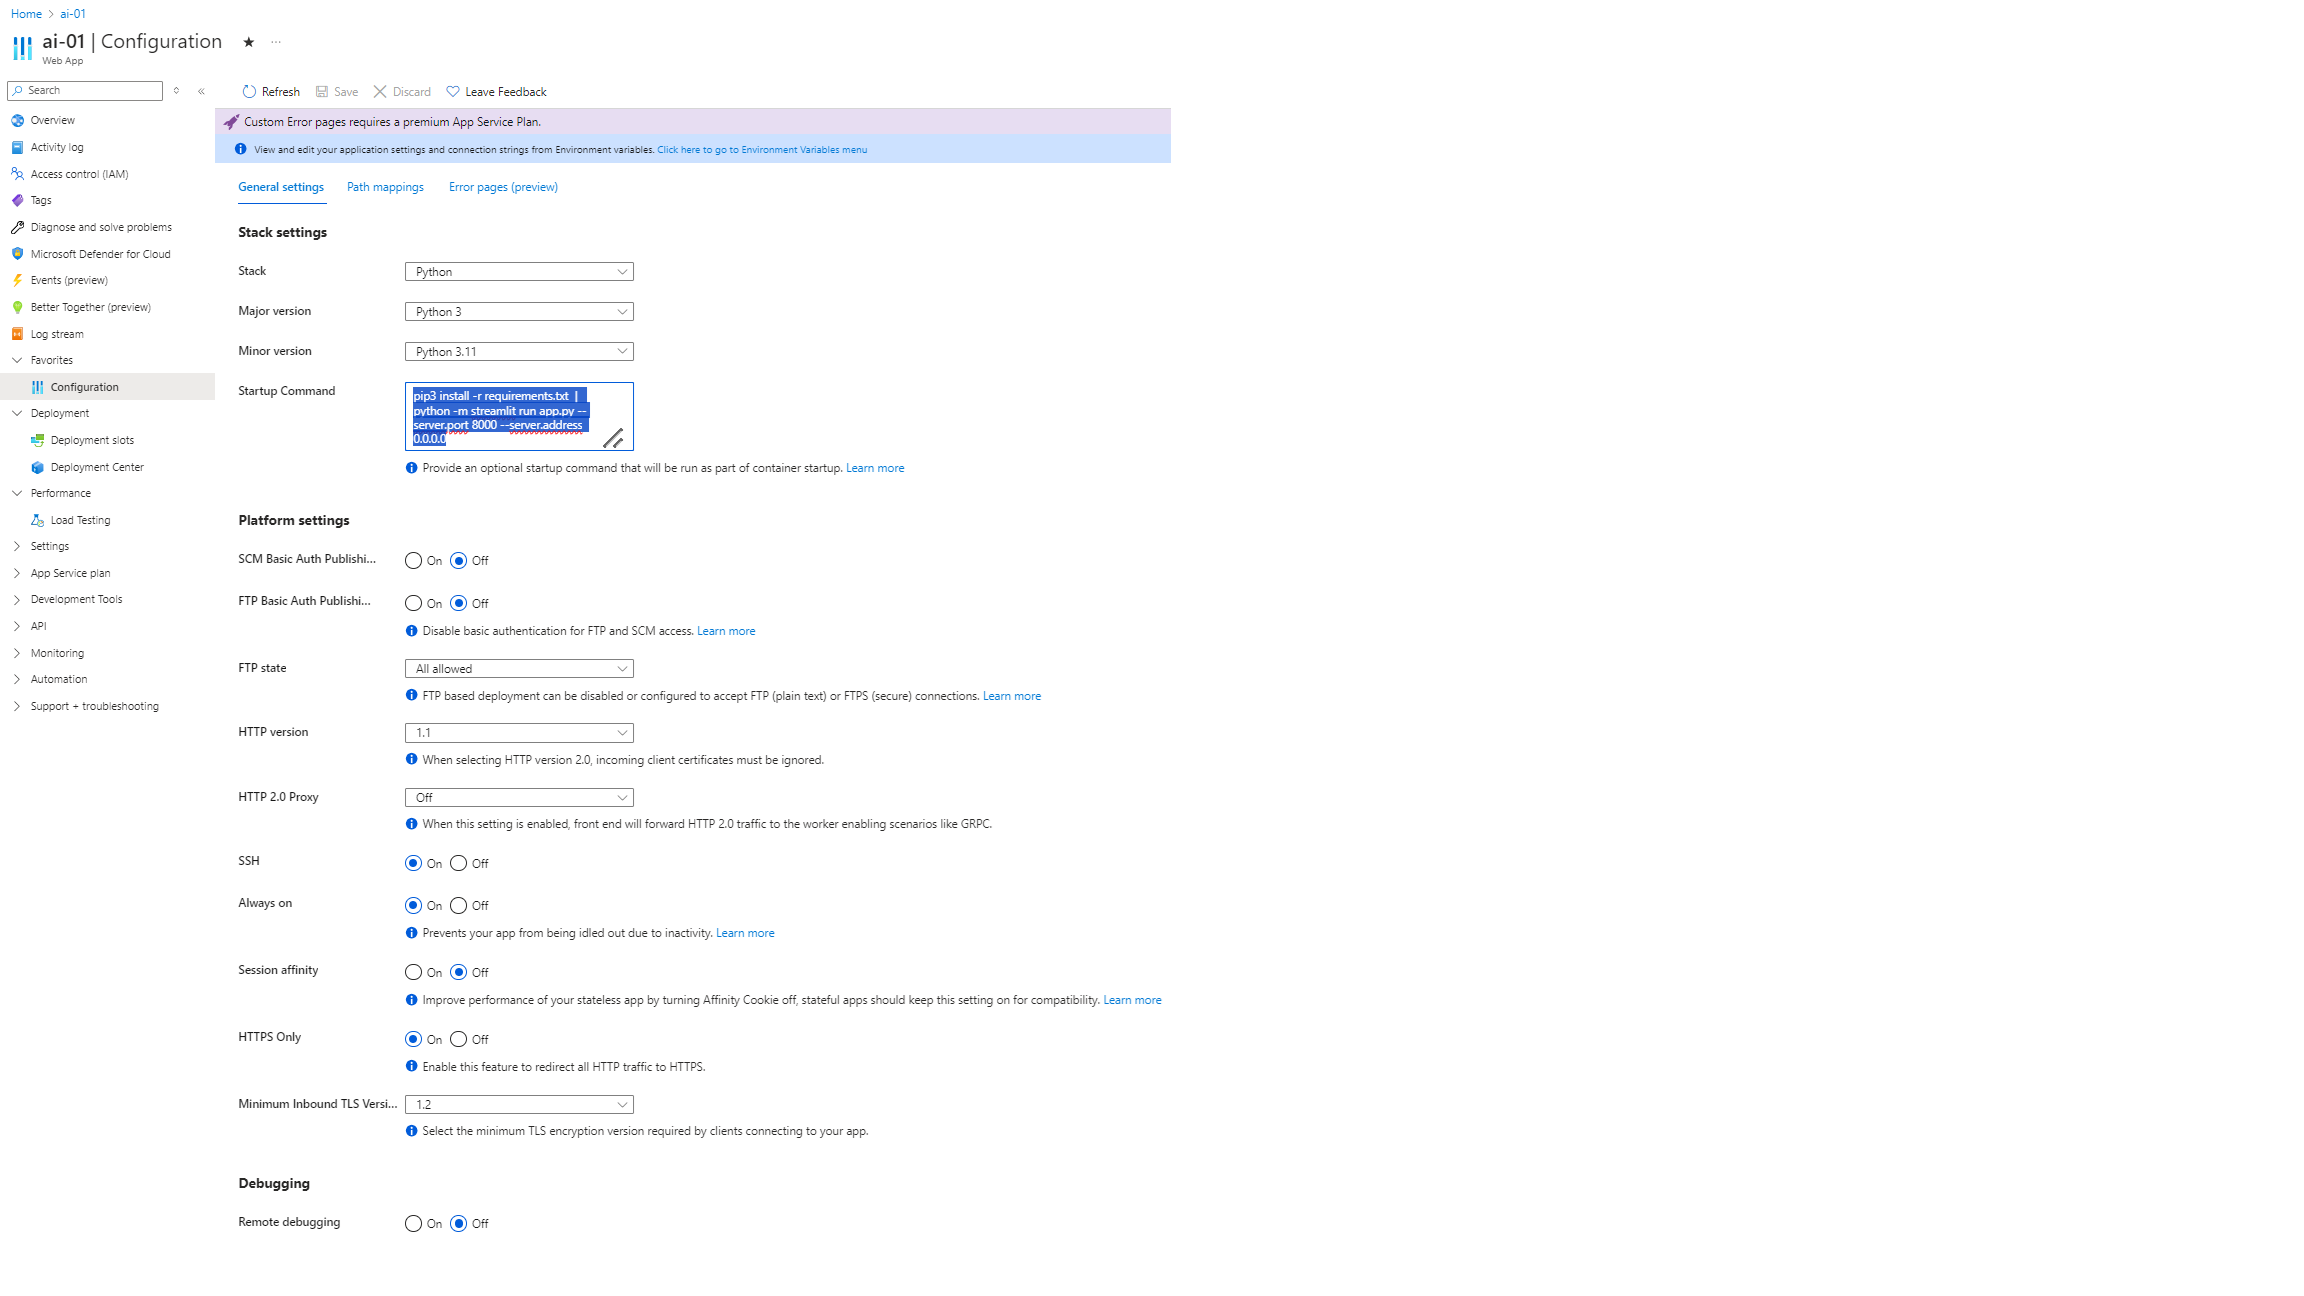 Home > ai-01
ai-01 | Configuration ★ ...
Web App
Search
Refresh Save Discard Leave Feedback
Custom Error pages requires a premium App Service Plan.
View and edit your application settings and connection strings from Environment variables. Click here to go to Environment Variables menu
Overview
Activity log
Access control (IAM)
Tags
Diagnose and solve problems
Microsoft Defender for Cloud
Events (preview)
Better Together (preview)
Log stream
Favorites
Configuration
Deployment
Deployment slots
Deployment Center
Performance
Load Testing
Settings
App Service plan
Development Tools
API
Monitoring
Automation
Support + troubleshooting
General settings Path mappings Error pages (preview)
Stack settings
Stack Python
Major version Python 3
Minor version Python 3.11
Startup Command
pip3 install -r requirements.txt |
python -m streamlit run app.py --
server.port 8000 --server.address
0.0.0.0
Provide an optional startup command that will be run as part of container startup. Learn more
Platform settings
SCM Basic Auth Publishi... On Off
FTP Basic Auth Publishi... On Off
Disable basic authentication for FTP and SCM access. Learn more
FTP state All allowed
FTP based deployment can be disabled or configured to accept FTP (plain text) or FTPS (secure) connections. Learn more
HTTP version 1.1
When selecting HTTP version 2.0, incoming client certificates must be ignored.
HTTP 2.0 Proxy Off
When this setting is enabled, front end will forward HTTP 2.0 traffic to the worker enabling scenarios like GRPC.
SSH On Off
Always on On Off
Prevents your app from being idled out due to inactivity. Learn more
Session affinity On Off
Improve performance of your stateless app by turning Affinity Cookie off, stateful apps should keep this setting on for compatibility. Learn more
HTTPS Only On Off
Enable this feature to redirect all HTTP traffic to HTTPS.
Minimum Inbound TLS Versi... 1.2
Select the minimum TLS encryption version required by clients connecting to your app.
Debugging
Remote debugging On Off